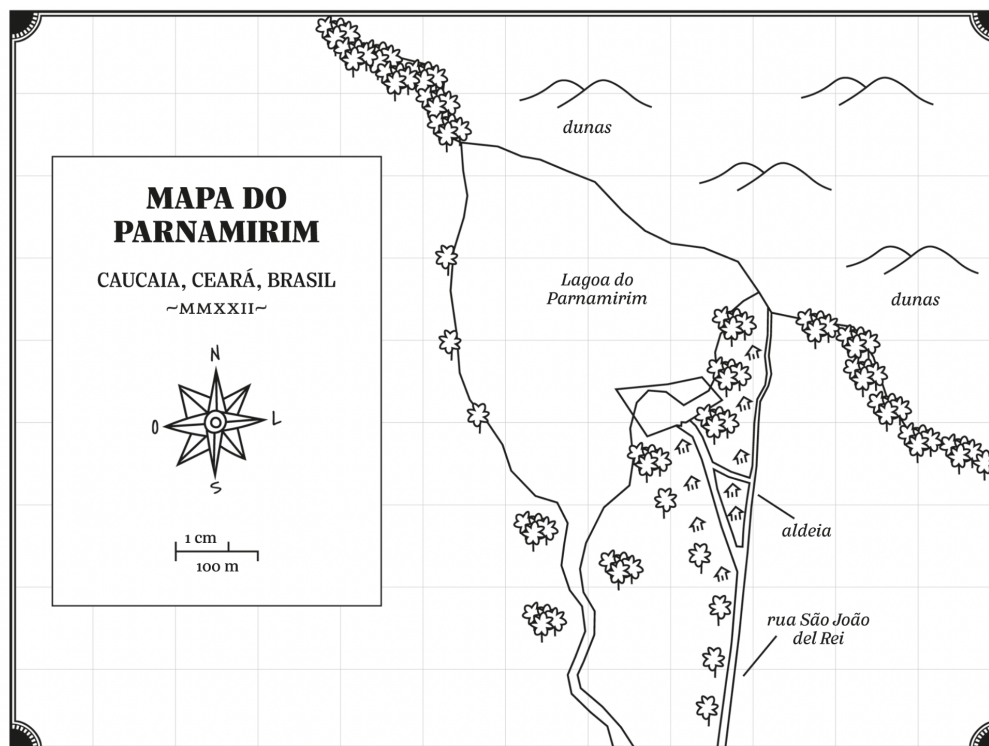 MAPA DO
PARNAMIRIM
CAUCAIA, CEARÁ, BRASIL
~MMXXII~
N
O
L
S
1 cm
100 m
dunas
Lagoa do
Parnamirim
dunas
aldeia
rua São João
del Rei